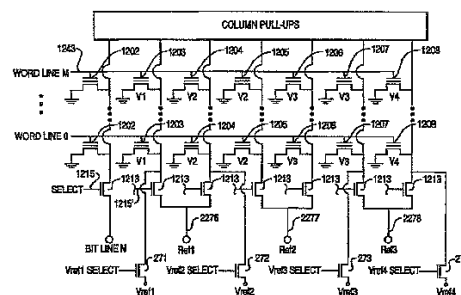 COLUMN PULL-UPS
1243 1202 1203 1204 1205 1206 1207 1208
WORD LINE M
V1 V2 V2 V3 V3 V4
WORD LINE 0
1202 1203 1204 1205 1206 1207 1208
V1 V2 V2 V3 V3 V4
1215 1213 1213 1213 1213 1213 1213 1213
SELECT
1215'
2276 2277 2278
BIT LINE N Ref1 Ref2 Ref3
271 272 273
Vref1 SELECT Vref2 SELECT Vref3 SELECT Vref4 SELECT
Vref1 Vref2 Vref3 Vref4